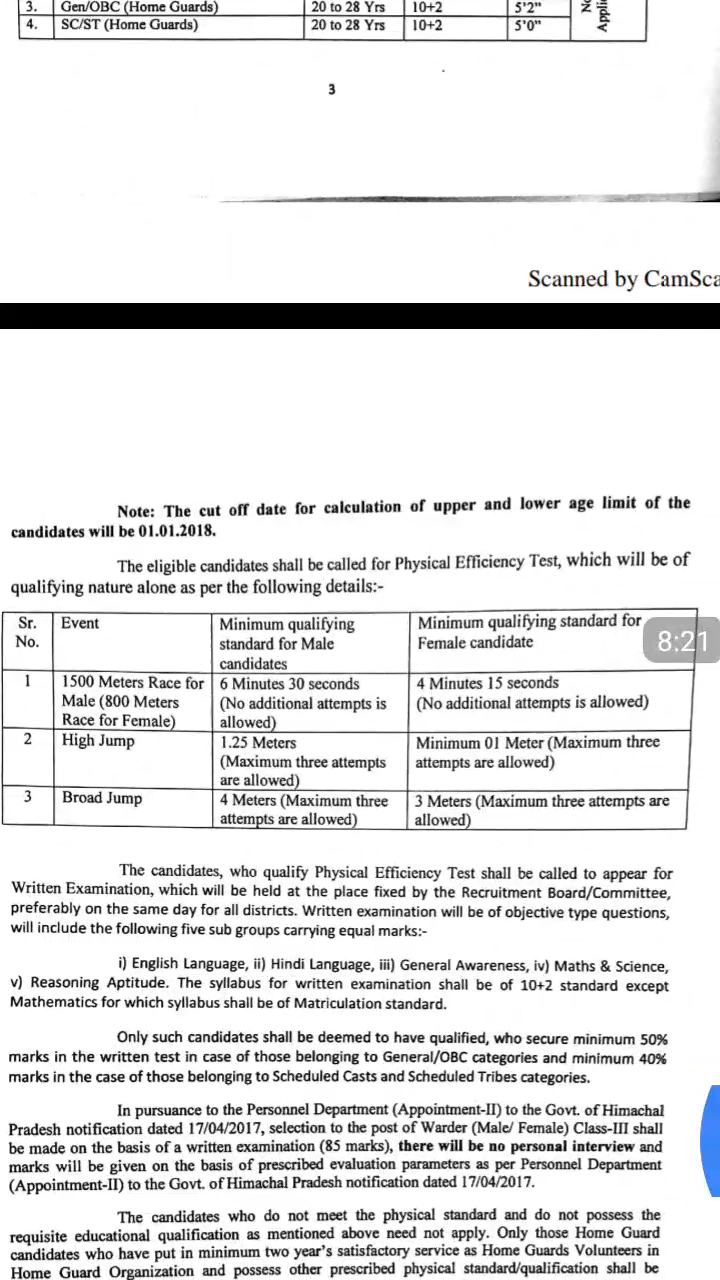 3. Gen/OBC (Home Guards) 20 to 28 Yrs 10+2 5'2"
4. SC/ST (Home Guards) 20 to 28 Yrs 10+2 5'0"
3
Scanned by CamSca
Note: The cut off date for calculation of upper and lower age limit of the
candidates will be 01.01.2018.
The eligible candidates shall be called for Physical Efficiency Test, which will be of
qualifying nature alone as per the following details:-
Sr. Event Minimum qualifying Minimum qualifying standard for
No. standard for Male Female candidate
candidates
8:21
1 1500 Meters Race for 6 Minutes 30 seconds 4 Minutes 15 seconds
Male (800 Meters (No additional attempts is (No additional attempts is allowed)
Race for Female) allowed)
2 High Jump 1.25 Meters Minimum 01 Meter (Maximum three
(Maximum three attempts attempts are allowed)
are allowed)
3 Broad Jump 4 Meters (Maximum three 3 Meters (Maximum three attempts are
attempts are allowed) allowed)
The candidates, who qualify Physical Efficiency Test shall be called to appear for
Written Examination, which will be held at the place fixed by the Recruitment Board/Committee,
preferably on the same day for all districts. Written examination will be of objective type questions,
will include the following five sub groups carrying equal marks:-
i) English Language, ii) Hindi Language, iii) General Awareness, iv) Maths & Science,
v) Reasoning Aptitude. The syllabus for written examination shall be of 10+2 standard except
Mathematics for which syllabus shall be of Matriculation standard.
Only such candidates shall be deemed to have qualified, who secure minimum 50%
marks in the written test in case of those belonging to General/OBC categories and minimum 40%
marks in the case of those belonging to Scheduled Casts and Scheduled Tribes categories.
In pursuance to the Personnel Department (Appointment-II) to the Govt. of Himachal
Pradesh notification dated 17/04/2017, selection to the post of Warder (Male/ Female) Class-III shall
be made on the basis of a written examination (85 marks), there will be no personal interview and
marks will be given on the basis of prescribed evaluation parameters as per Personnel Department
(Appointment-II) to the Govt. of Himachal Pradesh notification dated 17/04/2017.
The candidates who do not meet the physical standard and do not possess the
requisite educational qualification as mentioned above need not apply. Only those Home Guard
candidates who have put in minimum two year's satisfactory service as Home Guards Volunteers in
Home Guard Organization and possess other prescribed physical standard/qualification shall be